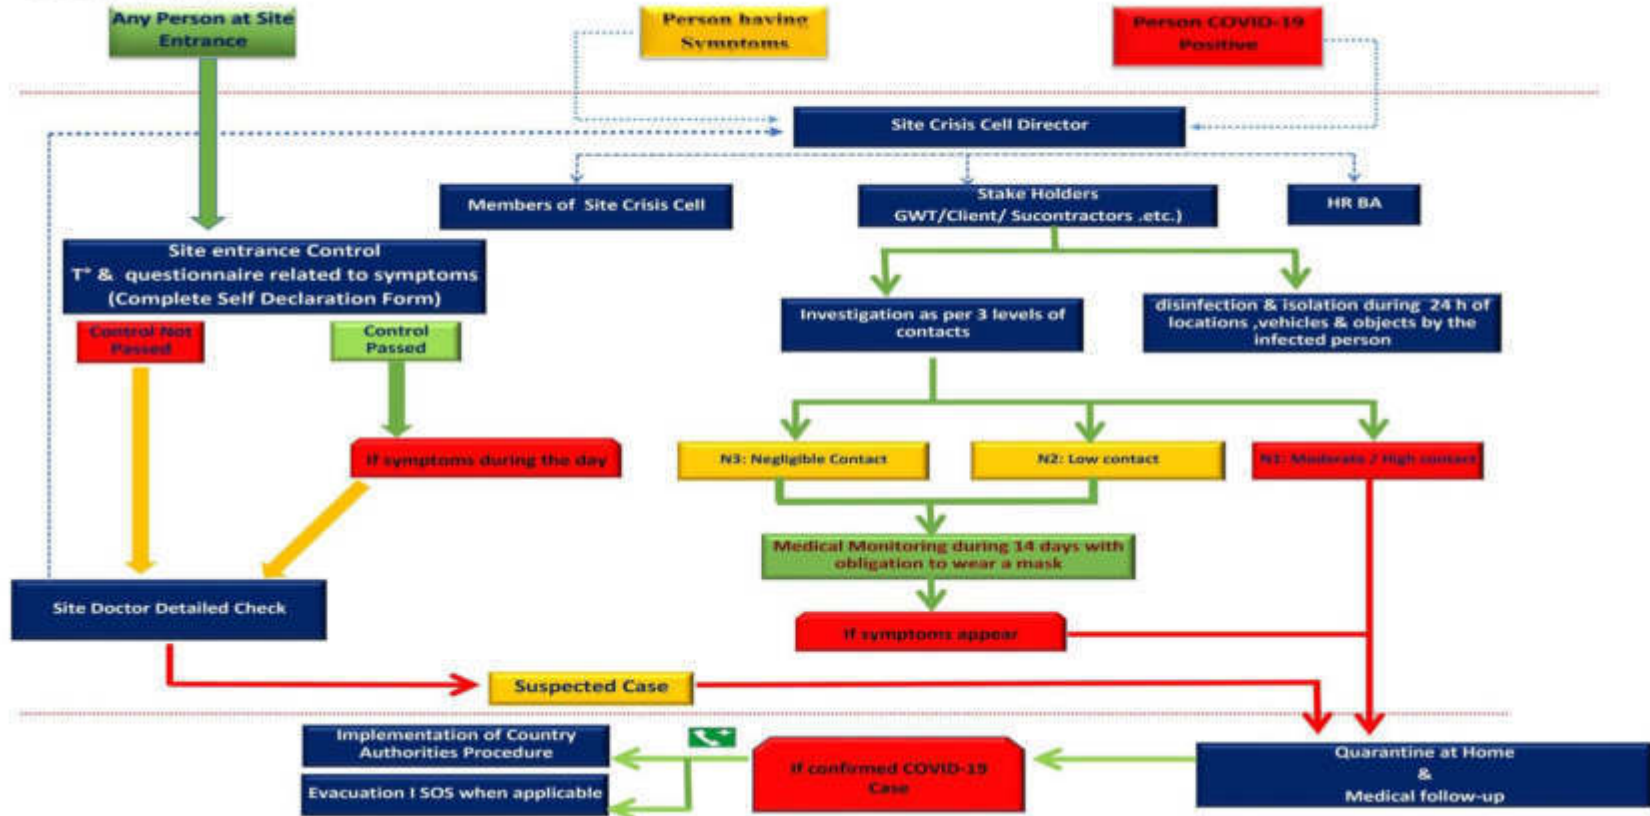 Any Person at Site
Entrance
Person having
Symptoms
Person COVID-19
Positive
Site Crisis Cell Director
Members of Site Crisis Cell
Stake Holders
GWT/Client/ Sucontractors .etc.)
HR BA
Site entrance Control
T° & questionnaire related to symptoms
(Complete Self Declaration Form)
Control Not
Passed
Control
Passed
Investigation as per 3 levels of
contacts
disinfection & isolation during 24 h of
locations ,vehicles & objects by the
infected person
If symptoms during the day
N3: Negligible Contact
N2: Low contact
N1: Moderate / High contact
Medical Monitoring during 14 days with
obligation to wear a mask
Site Doctor Detailed Check
If symptoms appear
Suspected Case
Implementation of Country
Authorities Procedure
Evacuation I SOS when applicable
If confirmed COVID-19
Case
Quarantine at Home
&
Medical follow-up